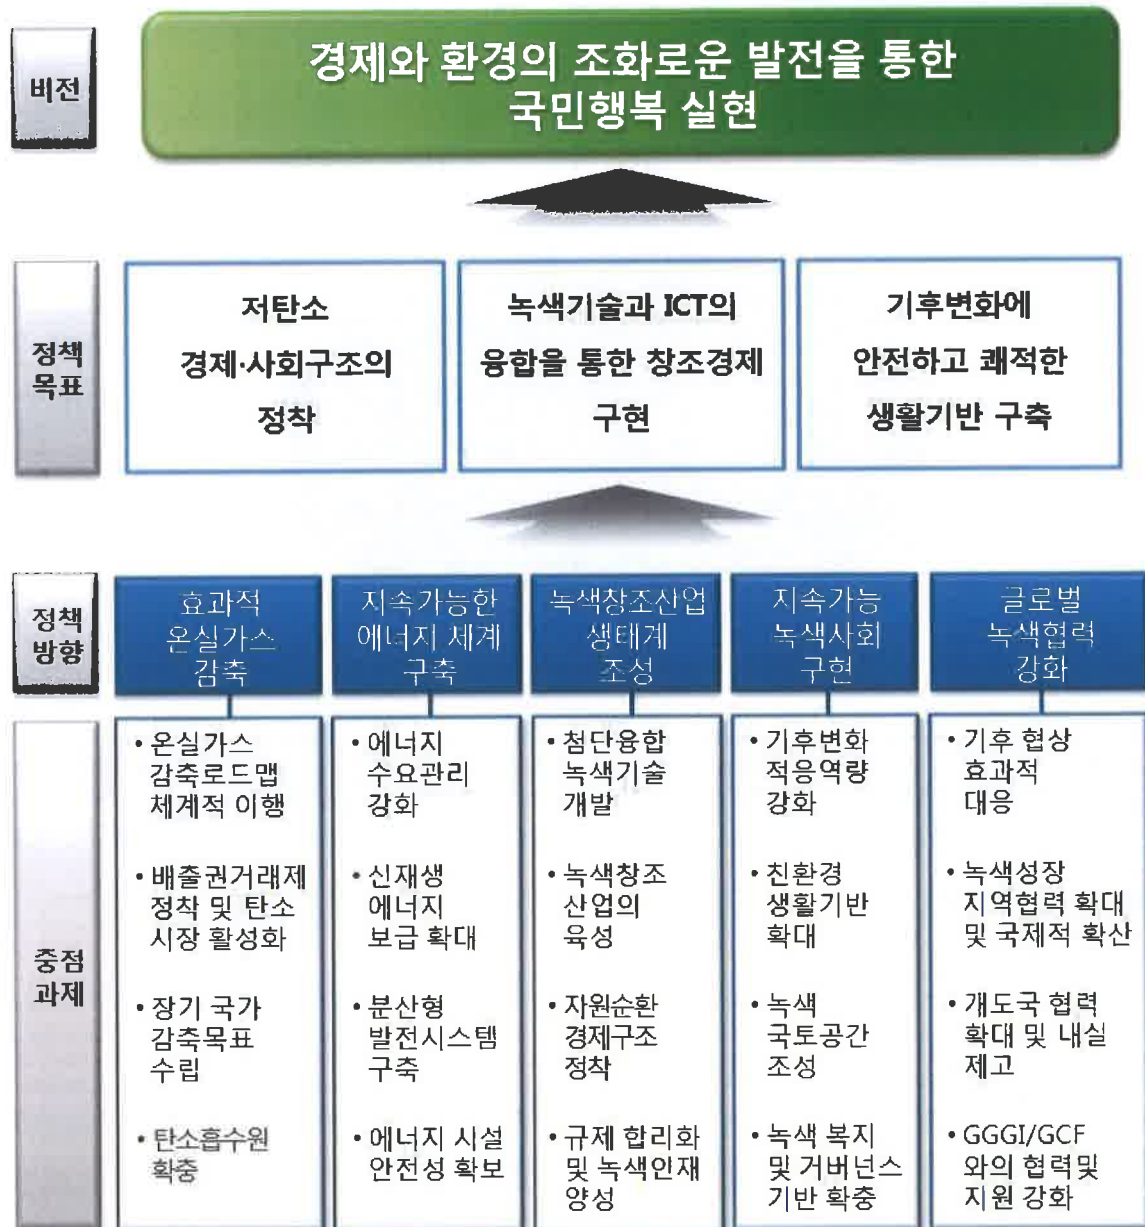 비전
경제와 환경의 조화로운 발전을 통한
국민행복 실현
정책
목표
저탄소
경제·사회구조의
정착
녹색기술과 ICT의
융합을 통한 창조경제
구현
기후변화에
안전하고 쾌적한
생활기반 구축
정책
방향
효과적
온실가스
감축
지속가능한
에너지 체계
구축
녹색창조산업
생태계
조성
지속가능
녹색사회
구현
글로벌
녹색협력
강화
중점
과제
• 온실가스
감축로드맵
체계적 이행
• 배출권거래제
정착 및 탄소
시장 활성화
• 장기 국가
감축목표
수립
• 탄소흡수원
확충
• 에너지
수요관리
강화
• 신재생
에너지
보급 확대
• 분산형
발전시스템
구축
• 에너지 시설
안전성 확보
• 첨단융합
녹색기술
개발
• 녹색창조
산업의
육성
• 자원순환
경제구조
정착
• 규제 합리화
및 녹색인재
양성
• 기후변화
적응역량
강화
• 친환경
생활기반
확대
• 녹색
국토공간
조성
• 녹색 복지
및 거버넌스
기반 확충
• 기후 협상
효과적
대응
• 녹색성장
지역협력 확대
및 국제적 확산
• 개도국 협력
확대 및 내실
제고
• GGGI/GCF
와의 협력및
지원 강화